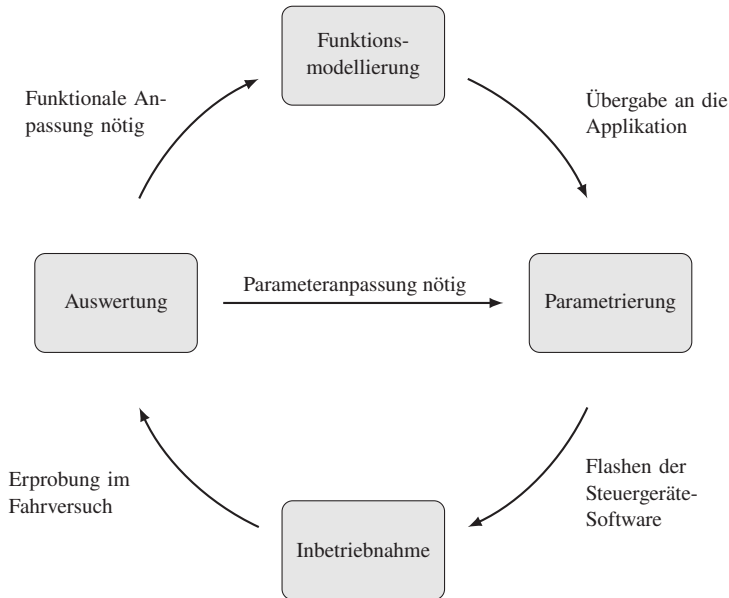 Funktions-
modellierung
Funktionale An-
passung nötig
Übergabe an die
Applikation
Auswertung
Parameteranpassung nötig
Parametrierung
Erprobung im
Fahrversuch
Flashen der
Steuergeräte-
Software
Inbetriebnahme